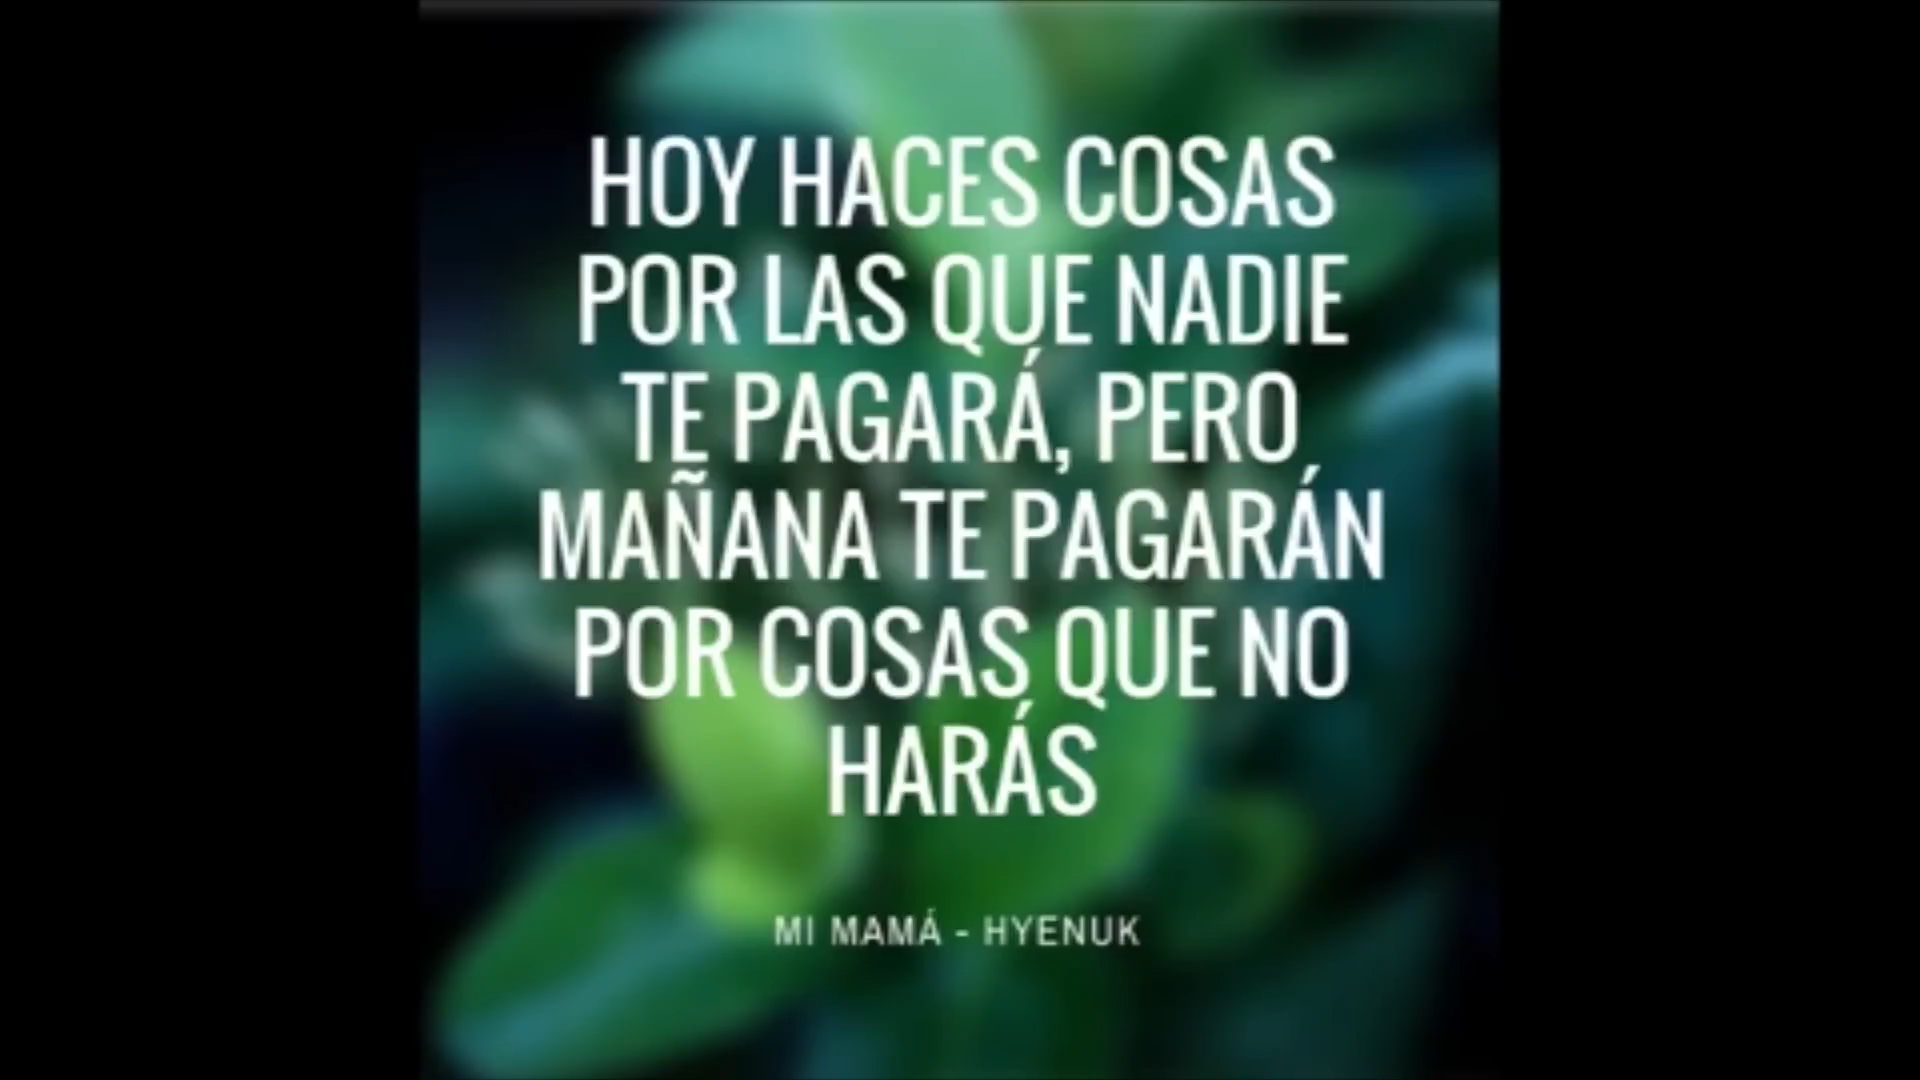 HOY HACES COSAS
POR LAS QUE NADIE
TE PAGARÁ, PERO
MAÑANA TE PAGARÁN
POR COSAS QUE NO
HARÁS
MI MAMÁ - HYENUK